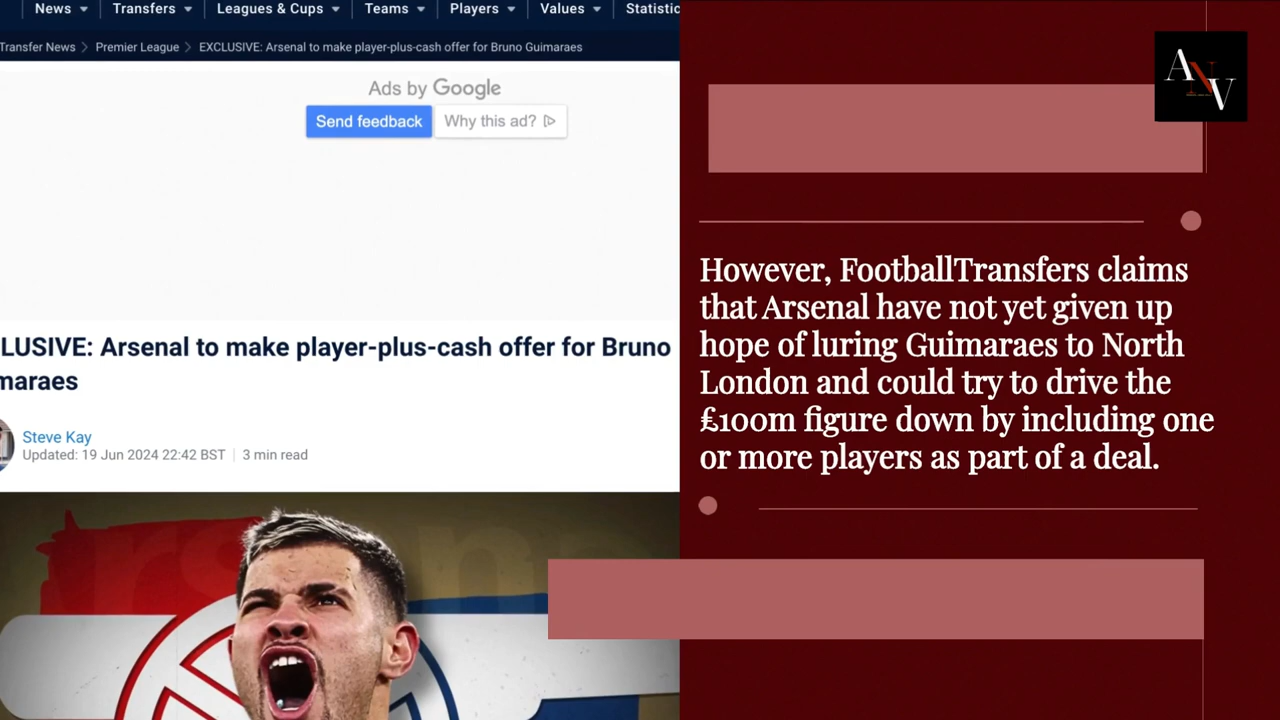 News
Transfers
Leagues & Cups
Teams
Players
Values
Statistic
Transfer News
Premier League
EXCLUSIVE: Arsenal to make player-plus-cash offer for Bruno Guimaraes
Ads by Google
Send feedback
Why this ad?
LUSIVE: Arsenal to make player-plus-cash offer for Bruno
maraes
Steve Kay
Updated: 19 Jun 2024 22:42 BST
3 min read
ANV
However, FootballTransfers claims
that Arsenal have not yet given up
hope of luring Guimaraes to North
London and could try to drive the
£100m figure down by including one
or more players as part of a deal.